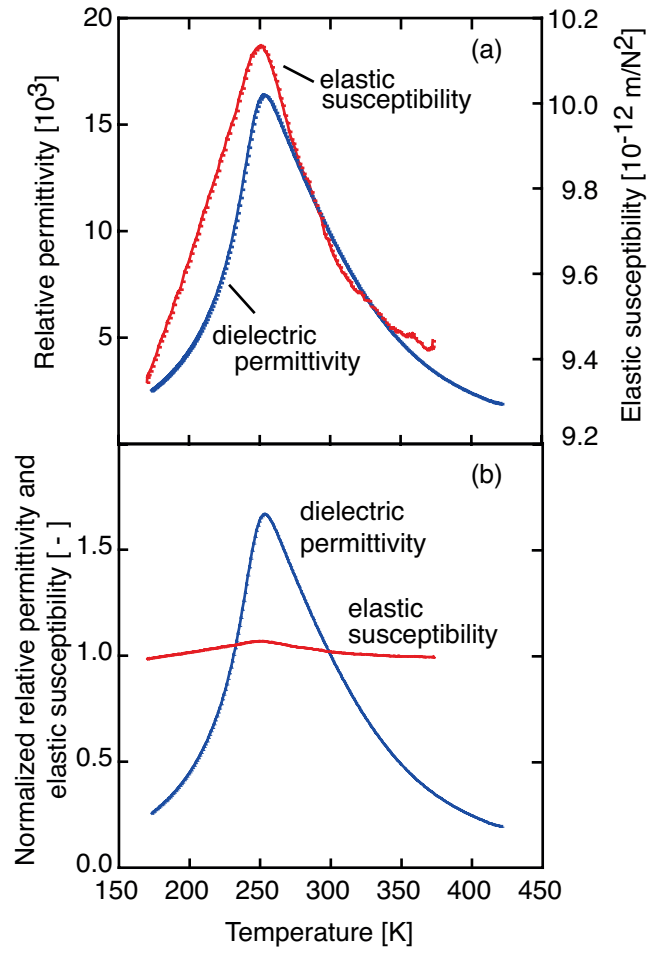 20
15
10
5
Relative permittivity [10³]
(a)
elastic
susceptibility
dielectric
permittivity
10.2
10.0
9.8
9.6
9.4
9.2
Elastic susceptibility [10⁻¹² m/N²]
(b)
dielectric
permittivity
elastic
susceptibility
1.5
1.0
0.5
0.0
Normalized relative permittivity and
elastic susceptibility [ - ]
150 200 250 300 350 400 450
Temperature [K]